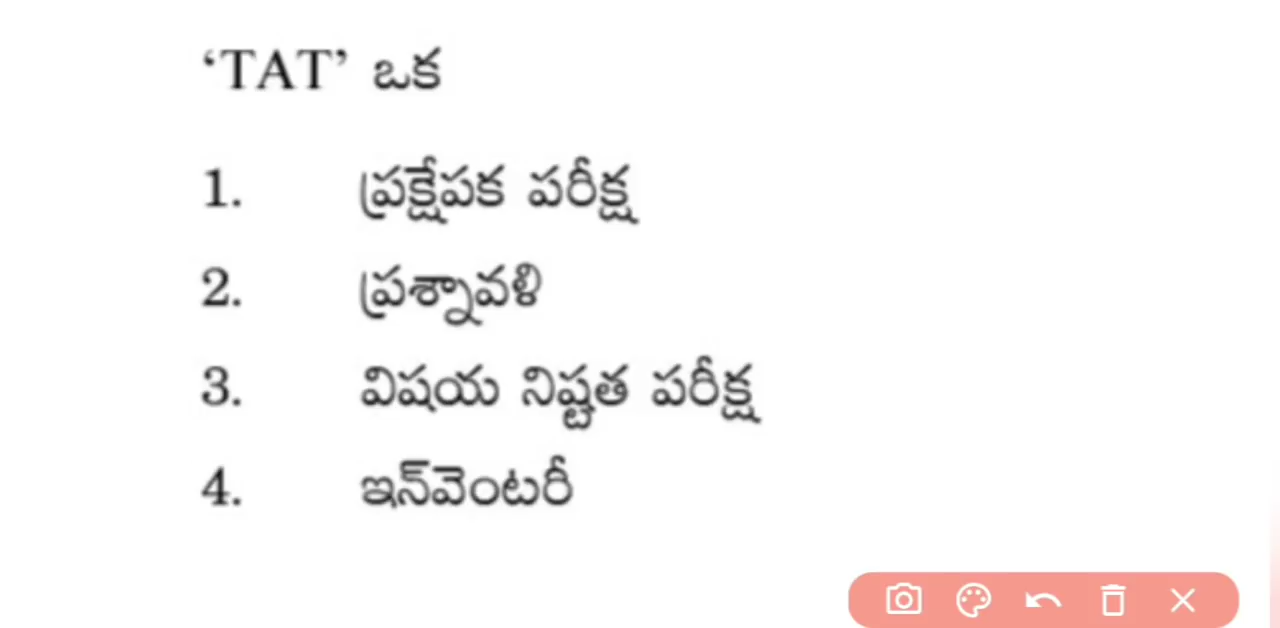 ‘TAT’ ఒక
1. ప్రక్షేపక పరీక్ష
2. ప్రశ్నావళి
3. విషయ నిష్టత పరీక్ష
4. ఇన్‌వెంటరీ